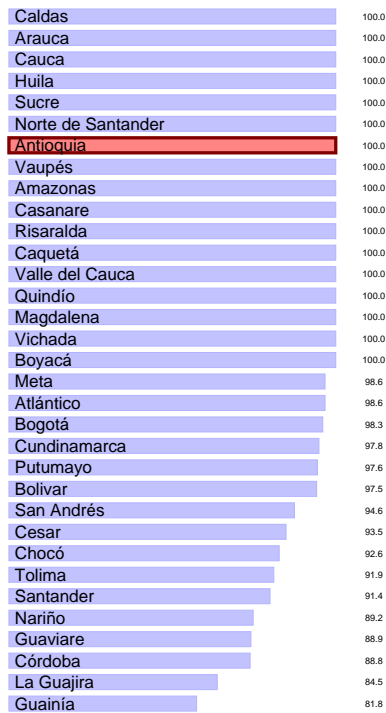 Caldas 100.0
Arauca 100.0
Cauca 100.0
Huila 100.0
Sucre 100.0
Norte de Santander 100.0
Antioquia 100.0
Vaupés 100.0
Amazonas 100.0
Casanare 100.0
Risaralda 100.0
Caquetá 100.0
Valle del Cauca 100.0
Quindío 100.0
Magdalena 100.0
Vichada 100.0
Boyacá 100.0
Meta 98.6
Atlántico 98.6
Bogotá 98.3
Cundinamarca 97.8
Putumayo 97.6
Bolivar 97.5
San Andrés 94.6
Cesar 93.5
Chocó 92.6
Tolima 91.9
Santander 91.4
Nariño 89.2
Guaviare 88.9
Córdoba 88.8
La Guajira 84.5
Guainía 81.8